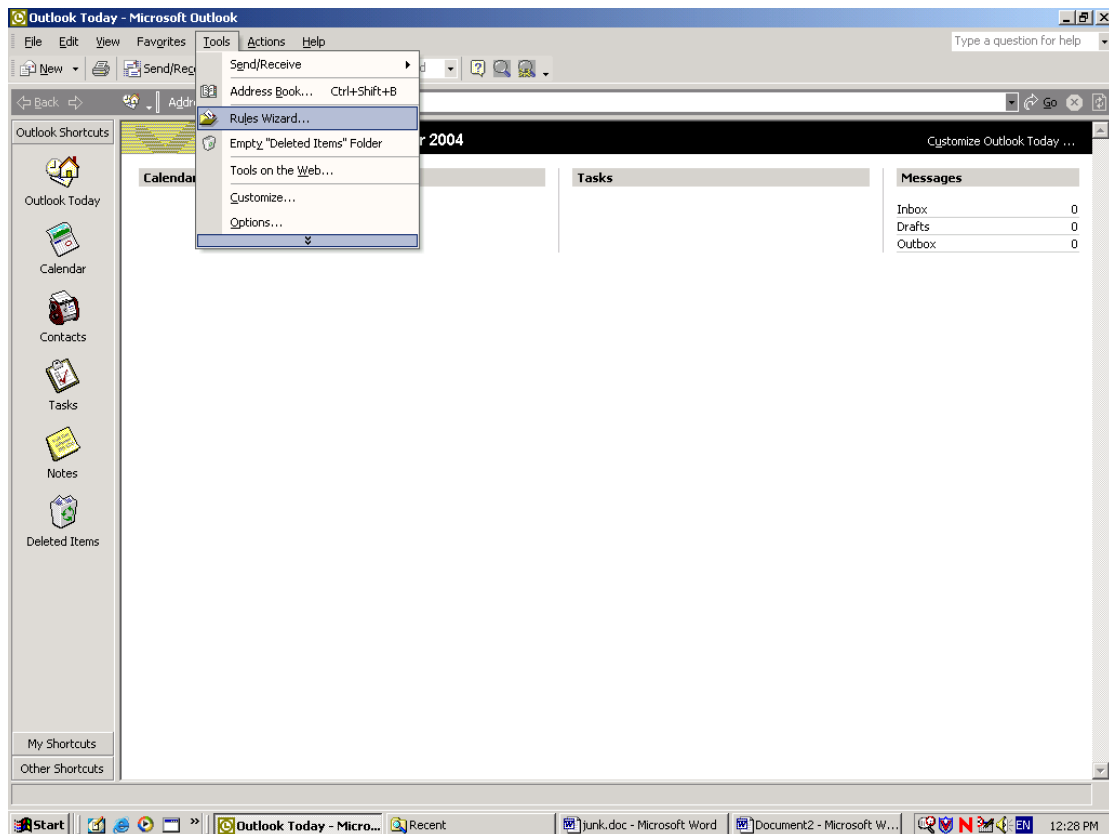 Outlook Today - Microsoft Outlook
File Edit View Favorites Tools Actions Help Type a question for help
New Send/Rec
Send/Receive
Back Addr Go
Address Book... Ctrl+Shift+B
Rules Wizard...
Empty "Deleted Items" Folder
Tools on the Web...
Customize...
Options...
Outlook Shortcuts
Outlook Today
Calendar
Contacts
Tasks
Notes
Deleted Items
My Shortcuts
Other Shortcuts
r 2004 Customize Outlook Today ...
Calendar Tasks Messages
Inbox 0
Drafts 0
Outbox 0
Start Outlook Today - Micro... Recent junk.doc - Microsoft Word Document2 - Microsoft W... EN 12:28 PM